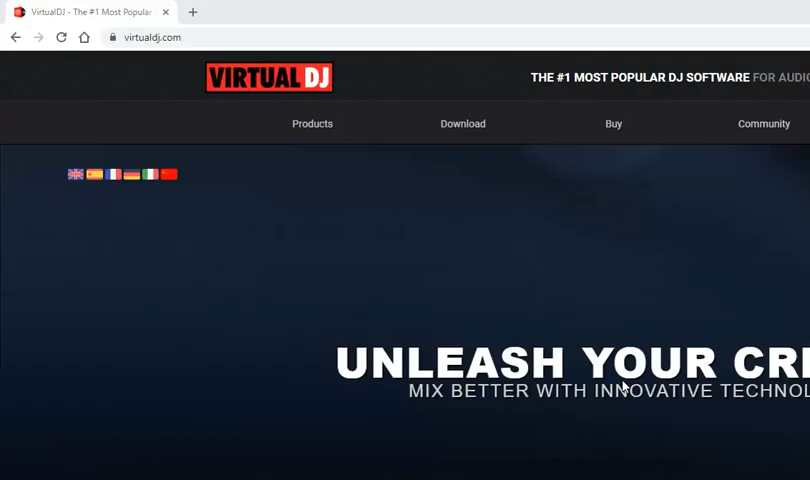 VirtualDJ - The #1 Most Popular
virtualdj.com
VIRTUAL DJ
THE #1 MOST POPULAR DJ SOFTWARE FOR AUDIO
Products Download Buy Community
UNLEASH YOUR CRE
MIX BETTER WITH INNOVATIVE TECHNOL